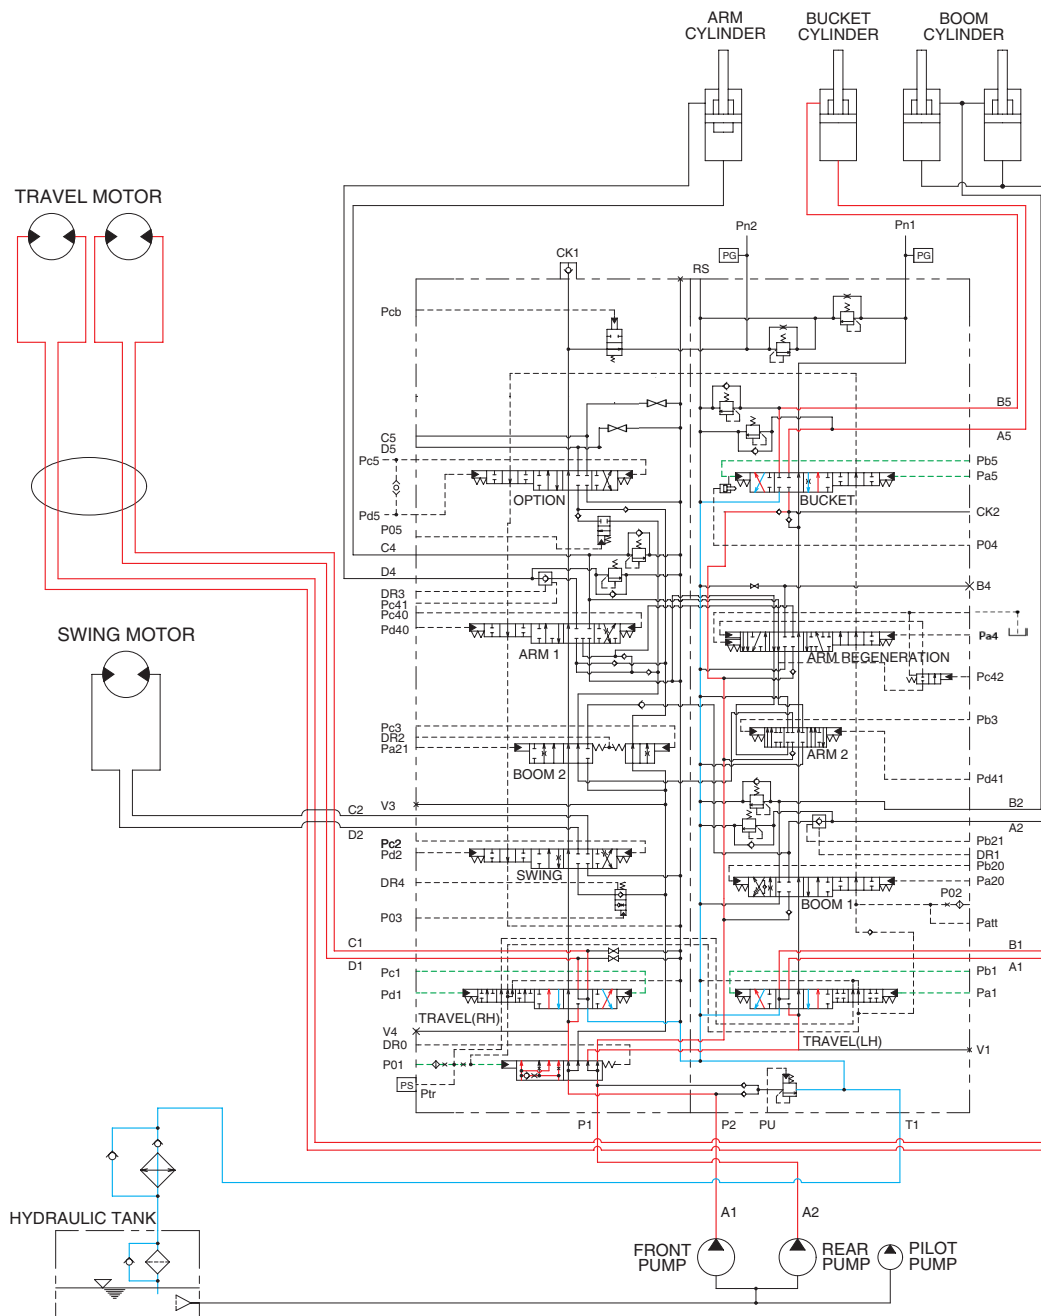 ARM
CYLINDER
BUCKET
CYLINDER
BOOM
CYLINDER
TRAVEL MOTOR
Pn2
Pn1
PG
PG
CK1
RS
Pcb
B5
C5
D5
A5
Pc5
Pb5
Pa5
OPTION
BUCKET
Pd5
CK2
P05
P04
C4
D4
B4
DR3
Pc41
Pc40
Pd40
Pa4
SWING MOTOR
ARM 1
ARM REGENERATION
Pc42
Pc3
Pb3
DR2
Pa21
BOOM 2
ARM 2
Pd41
C2
V3
B2
D2
A2
Pc2
Pb21
Pd2
DR1
Pb20
SWING
Pa20
DR4
BOOM 1
P02
P03
Patt
C1
B1
D1
A1
Pc1
Pb1
Pd1
Pa1
TRAVEL(RH)
V4
TRAVEL(LH)
DR0
V1
P01
PS
Ptr
P1
P2
PU
T1
HYDRAULIC TANK
A1
A2
FRONT
PUMP
REAR
PUMP
PILOT
PUMP